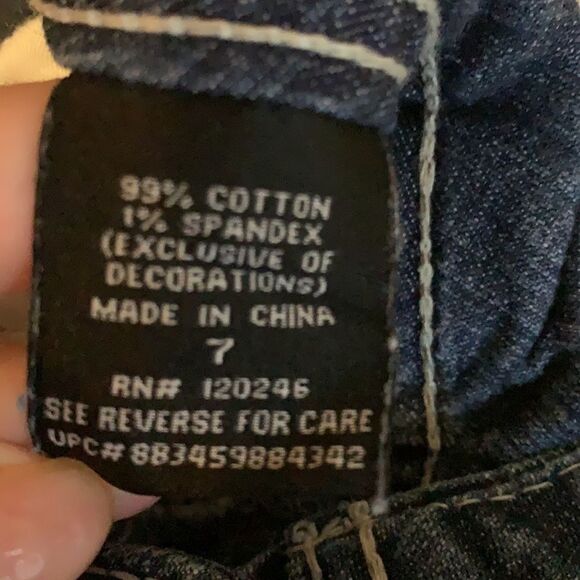 99% COTTON
1% SPANDEX
(EXCLUSIVE OF
DECORATIONS)
MADE IN CHINA
7
RN# 120246
SEE REVERSE FOR CARE
UPC# 883459884342